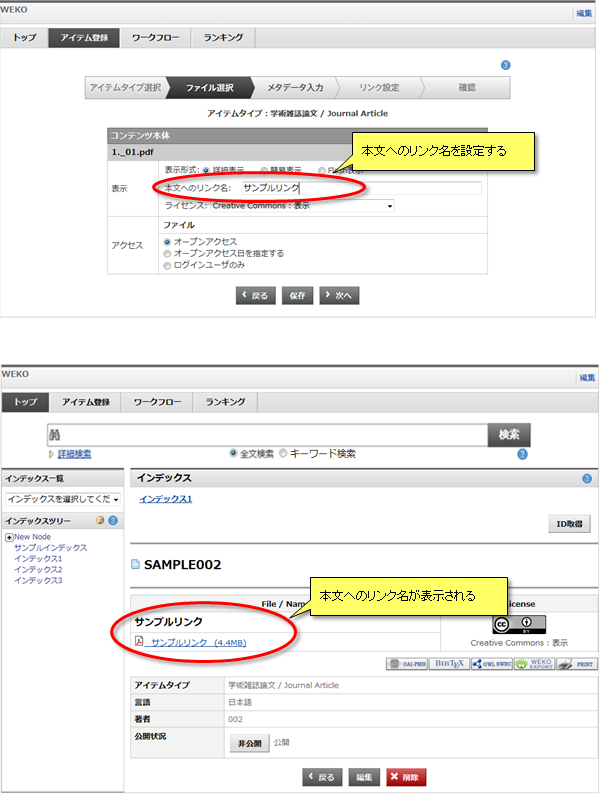 WEKO
編集
トップ アイテム登録 ワークフロー ランキング
アイテムタイプ選択 ファイル選択 メタデータ入力 リンク設定 確認
アイテムタイプ：学術雑誌論文 / Journal Article
コンテンツ本体
1._01.pdf
本文へのリンク名を設定する
表示形式: 詳細表示 簡易表示 Flash表示
表示
本文へのリンク名: サンプルリンク
ライセンス: Creative Commons：表示
ファイル
アクセス
オープンアクセス
オープンアクセス日を指定する
ログインユーザのみ
戻る 保存 次へ
WEKO
編集
トップ アイテム登録 ワークフロー ランキング
検索
詳細検索 全文検索 キーワード検索
インデックス一覧
インデックスを選択してくだ
インデックスツリー
New Node
サンプルインデックス
インデックス1
インデックス2
インデックス3
インデックス
インデックス1
ID取得
SAMPLE002
本文へのリンク名が表示される
File / Name License
サンプルリンク
サンプルリンク (4.4MB)
cc BY
Creative Commons：表示
OAI-PMH BIBTEX OWL SWRC WEKO EXPORT PRINT
アイテムタイプ 学術雑誌論文 / Journal Article
言語 日本語
著者 002
公開状況 非公開 公開
戻る 編集 削除